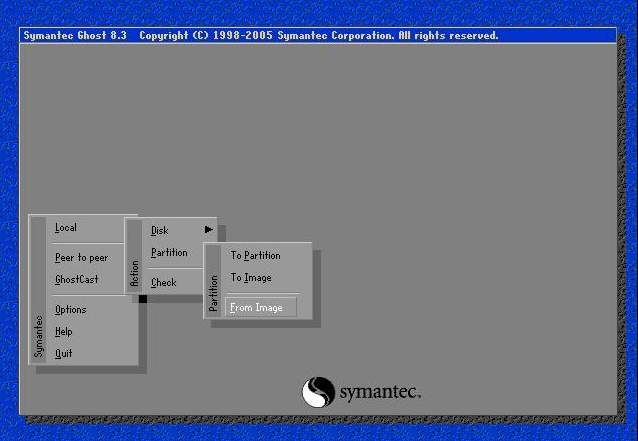 Symantec Ghost 8.3   Copyright (C) 1998-2005 Symantec Corporation. All rights reserved.
Symantec
Local
Peer to peer
GhostCast
Options
Help
Quit
Action
Disk
Partition
Check
Partition
To Partition
To Image
From Image
symantec.